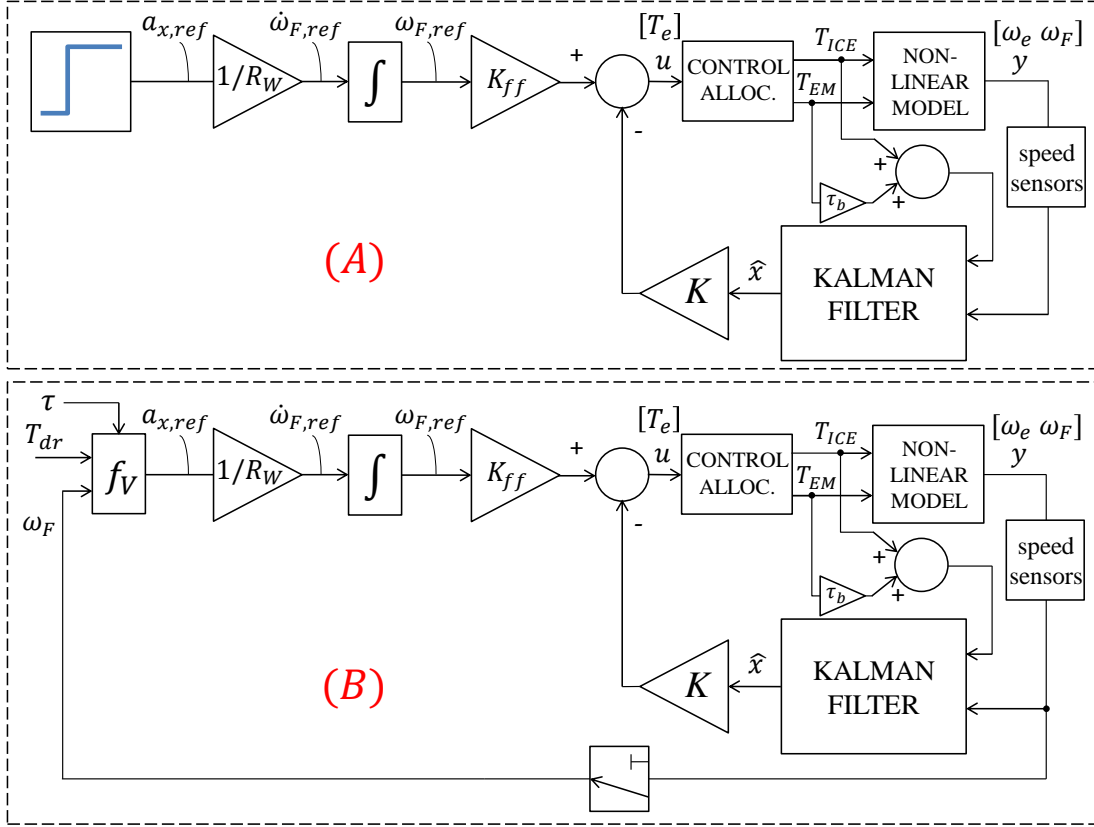 a_{x,ref}
1/R_W
ω̇_{F,ref}
∫
ω_{F,ref}
K_{ff}
+
-
[T_e]
u
CONTROL
ALLOC.
T_{ICE}
T_{EM}
NON-
LINEAR
MODEL
[ω_e ω_F]
y
speed
sensors
+
+
τ_b
KALMAN
FILTER
x̂
K
(A)
τ
T_{dr}
ω_F
f_V
a_{x,ref}
1/R_W
ω̇_{F,ref}
∫
ω_{F,ref}
K_{ff}
+
-
[T_e]
u
CONTROL
ALLOC.
T_{ICE}
T_{EM}
NON-
LINEAR
MODEL
[ω_e ω_F]
y
speed
sensors
+
+
τ_b
KALMAN
FILTER
x̂
K
(B)